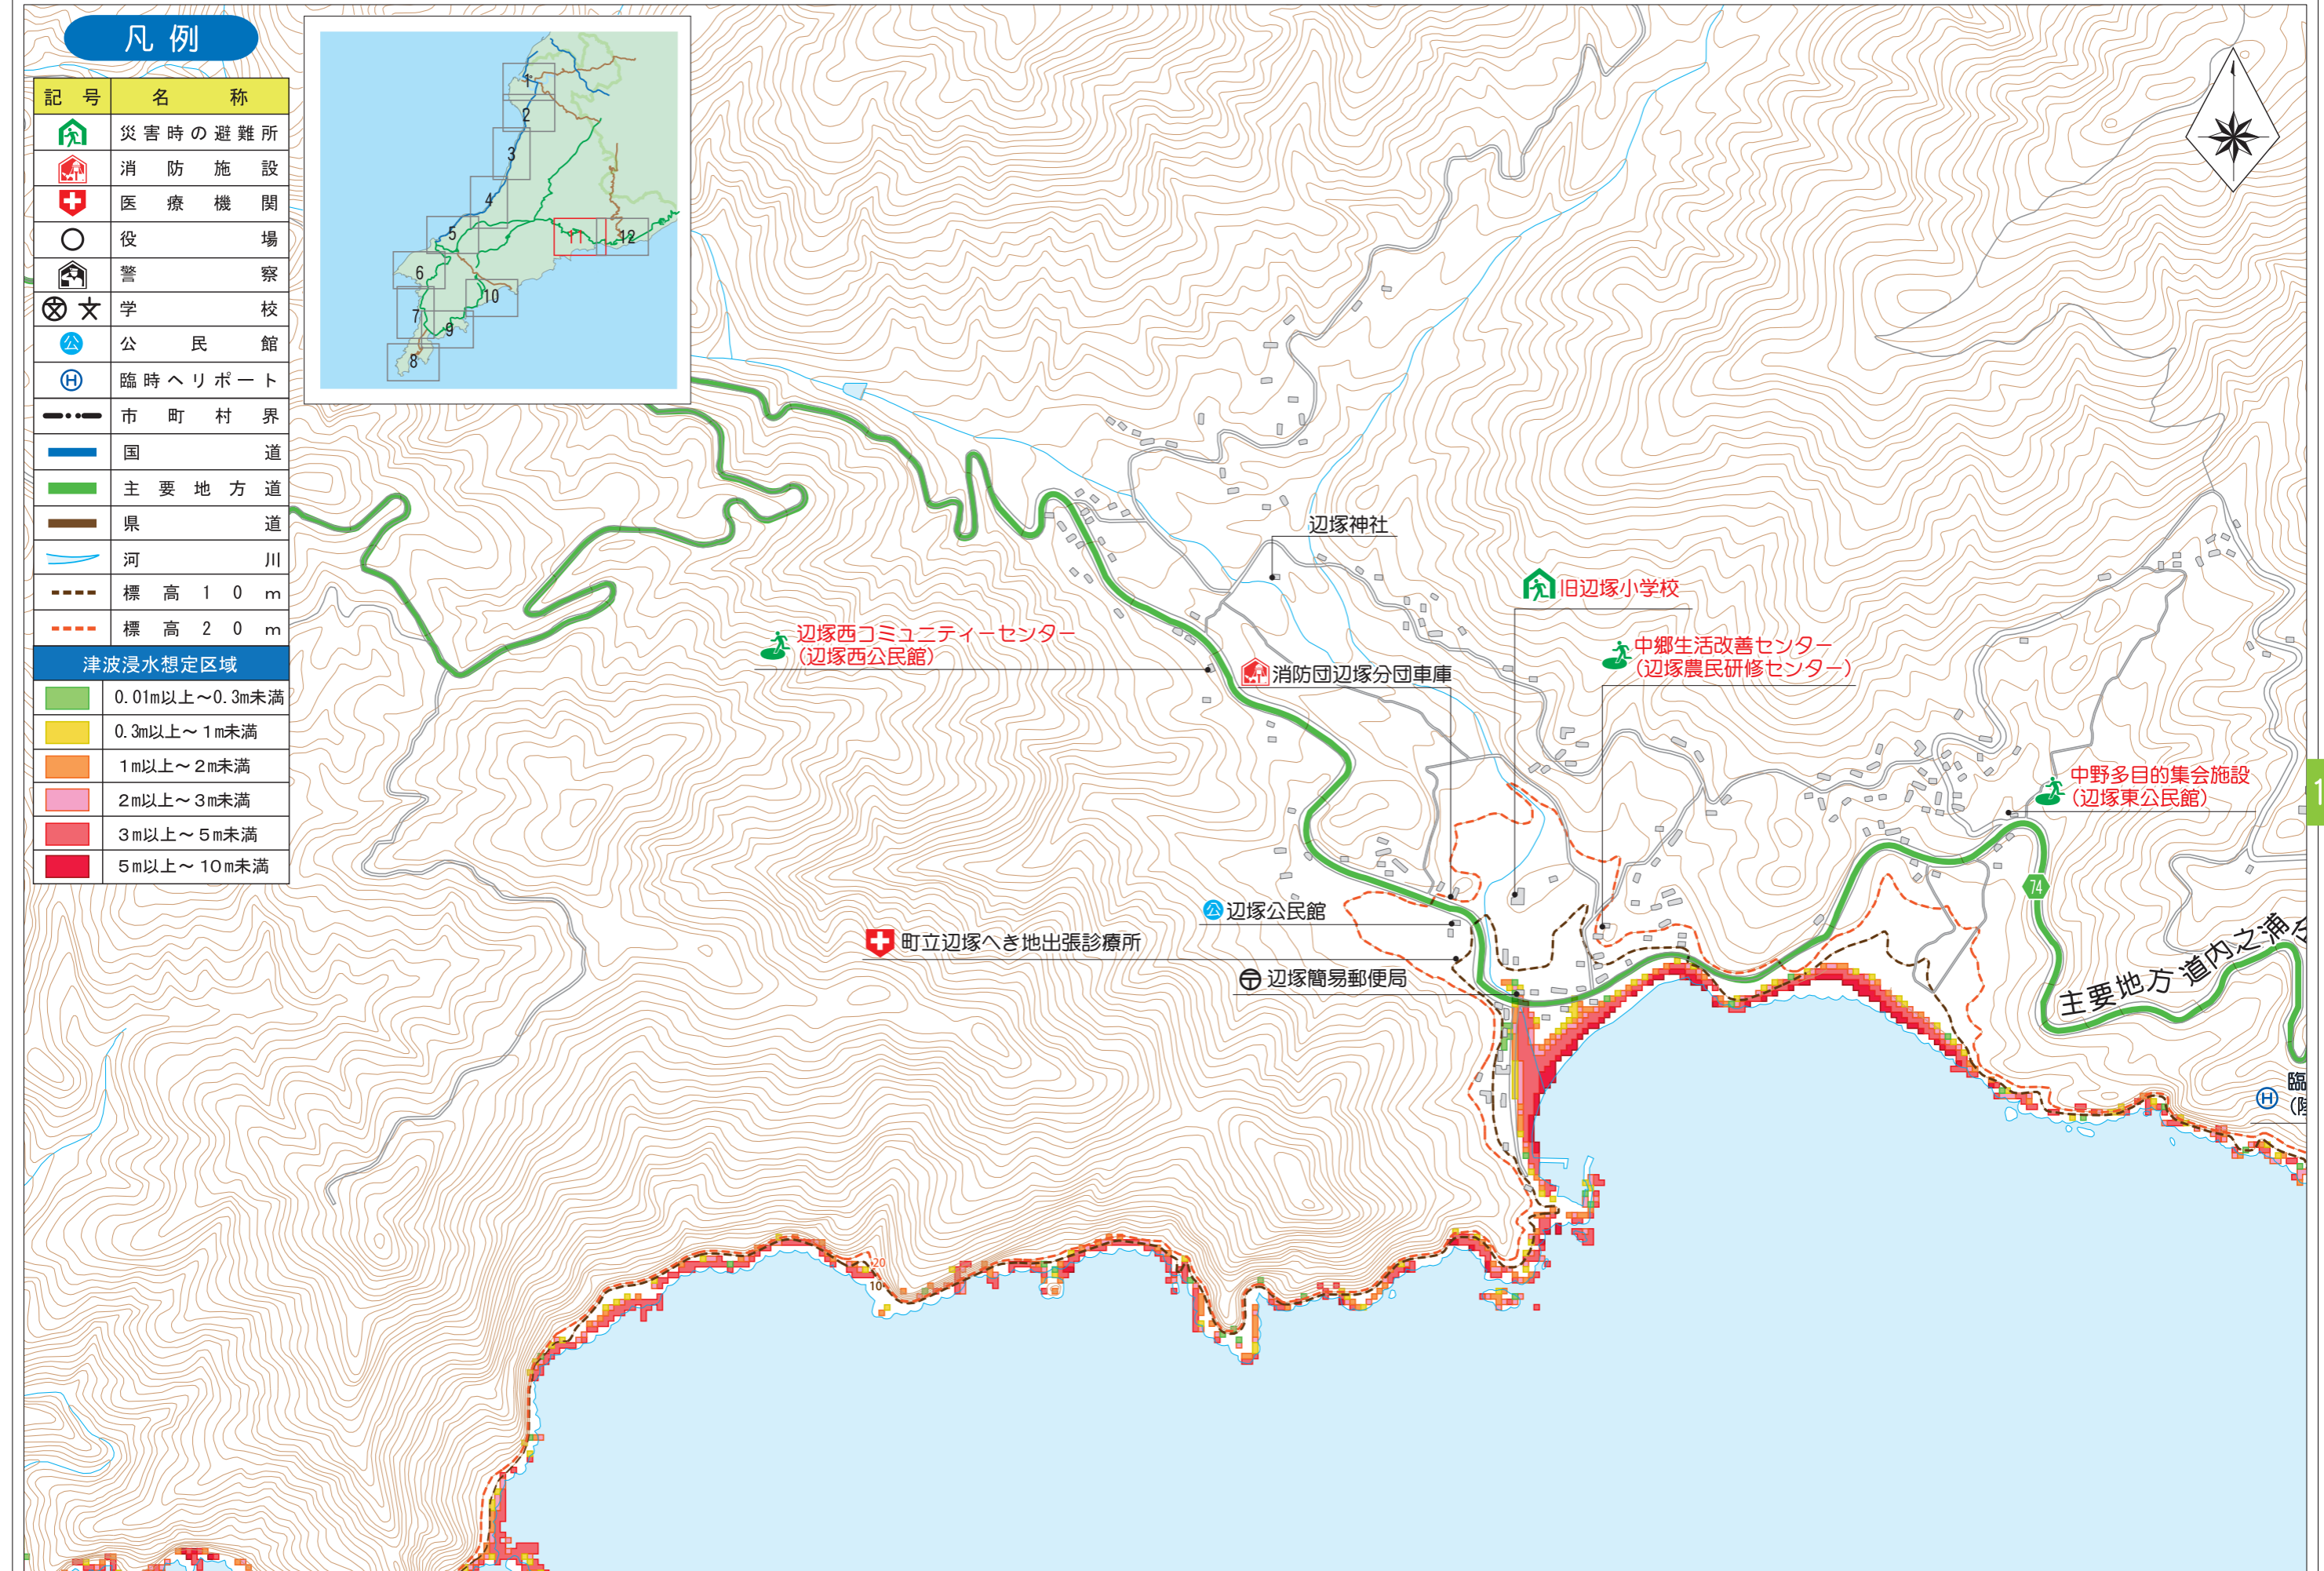 凡例
記号 名称
災害時の避難所
消防施設
医療機関
役場
警察
学校
公 公民館
H 臨時ヘリポート
市町村界
国道
主要地方道
県道
河川
標高10m
標高20m
津波浸水想定区域
0.01m以上～0.3m未満
0.3m以上～1m未満
1m以上～2m未満
2m以上～3m未満
3m以上～5m未満
5m以上～10m未満
1
2
3
4
5
6
7
8
9
10
11
12
辺塚神社
旧辺塚小学校
辺塚西コミュニティーセンター
（辺塚西公民館）
消防団辺塚分団車庫
中郷生活改善センター
（辺塚農民研修センター）
中野多目的集会施設
（辺塚東公民館）
1
74
公 辺塚公民館
町立辺塚へき地出張診療所
辺塚簡易郵便局
主要地方道内之浦
H 臨
20
10